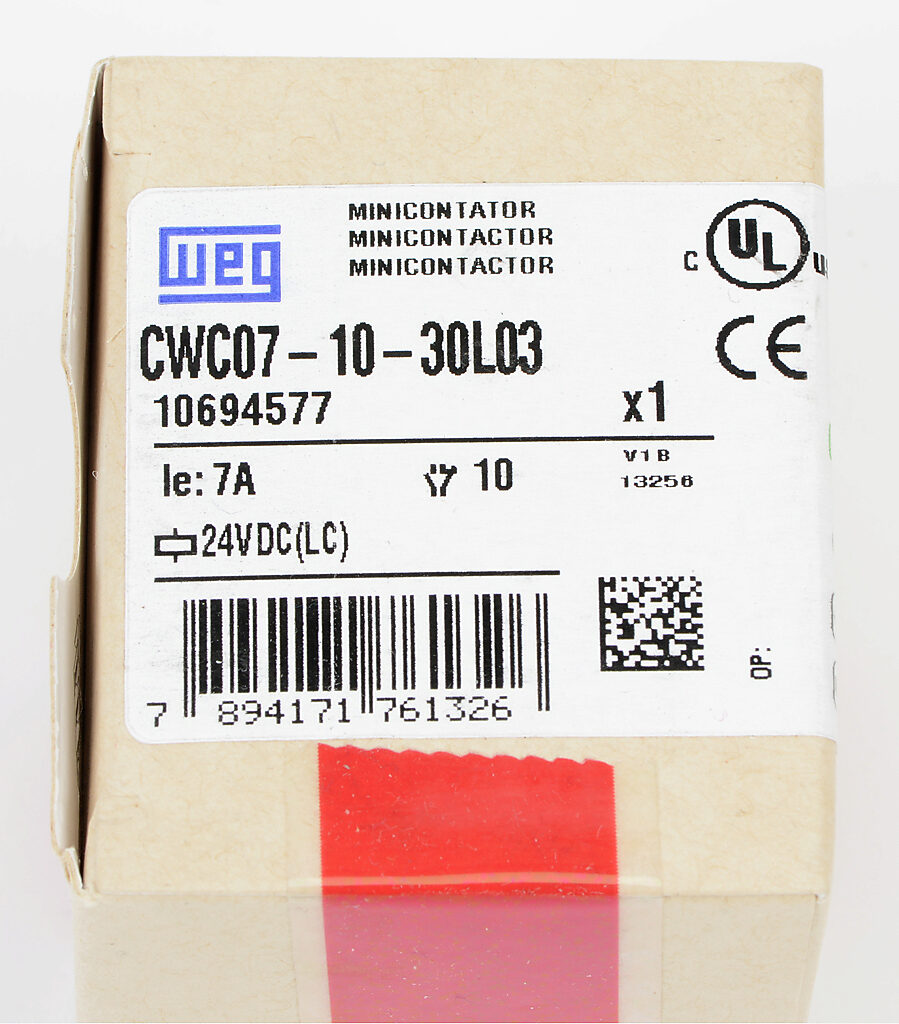 weg
MINICONTATOR
MINICONTACTOR
MINICONTACTOR
C UL
CE
CWC07-10-30L03
10694577
x1
Ie: 7A
10
V1B
13256
24VDC(LC)
OP:
7 894171 761326